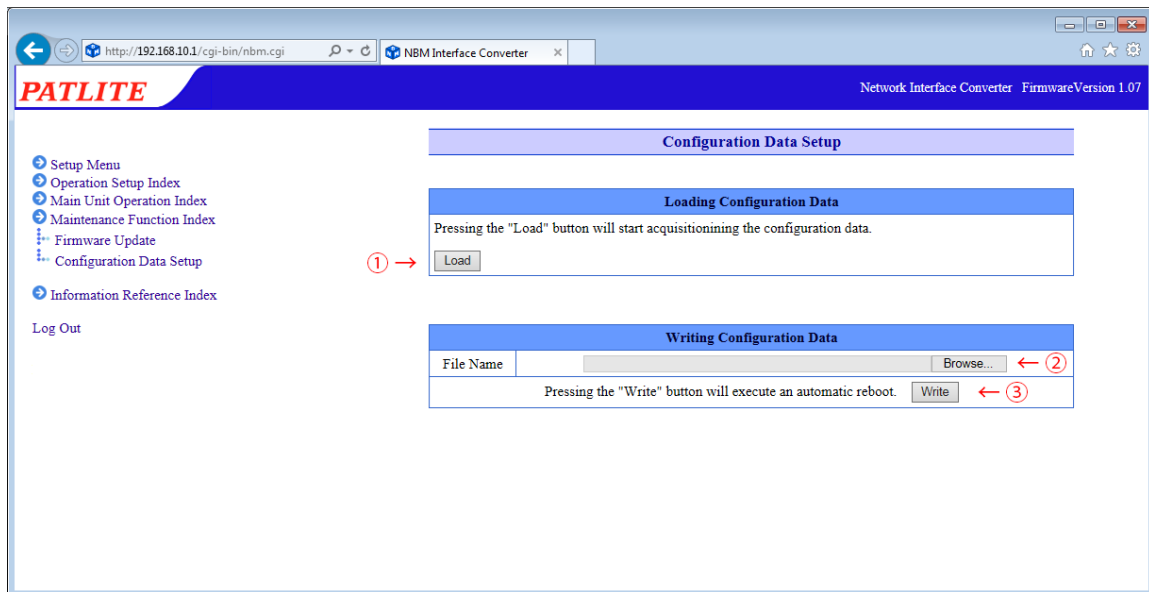 http://192.168.10.1/cgi-bin/nbm.cgi
NBM Interface Converter
PATLITE
Network Interface Converter FirmwareVersion 1.07
Setup Menu
Operation Setup Index
Main Unit Operation Index
Maintenance Function Index
Firmware Update
Configuration Data Setup
Information Reference Index
Log Out
Configuration Data Setup
Loading Configuration Data
Pressing the "Load" button will start acquisitionining the configuration data.
① → Load
Writing Configuration Data
File Name Browse... ← ②
Pressing the "Write" button will execute an automatic reboot. Write ← ③